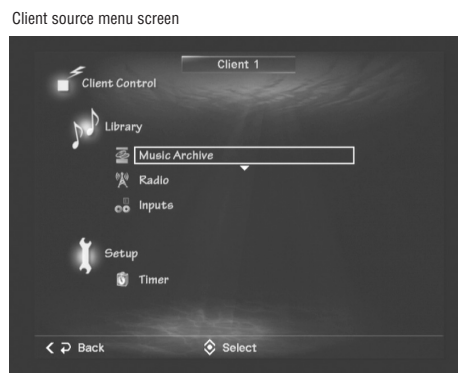 Client source menu screen
Client 1
Client Control
Library
Music Archive
Radio
Inputs
Setup
Timer
Back
Select